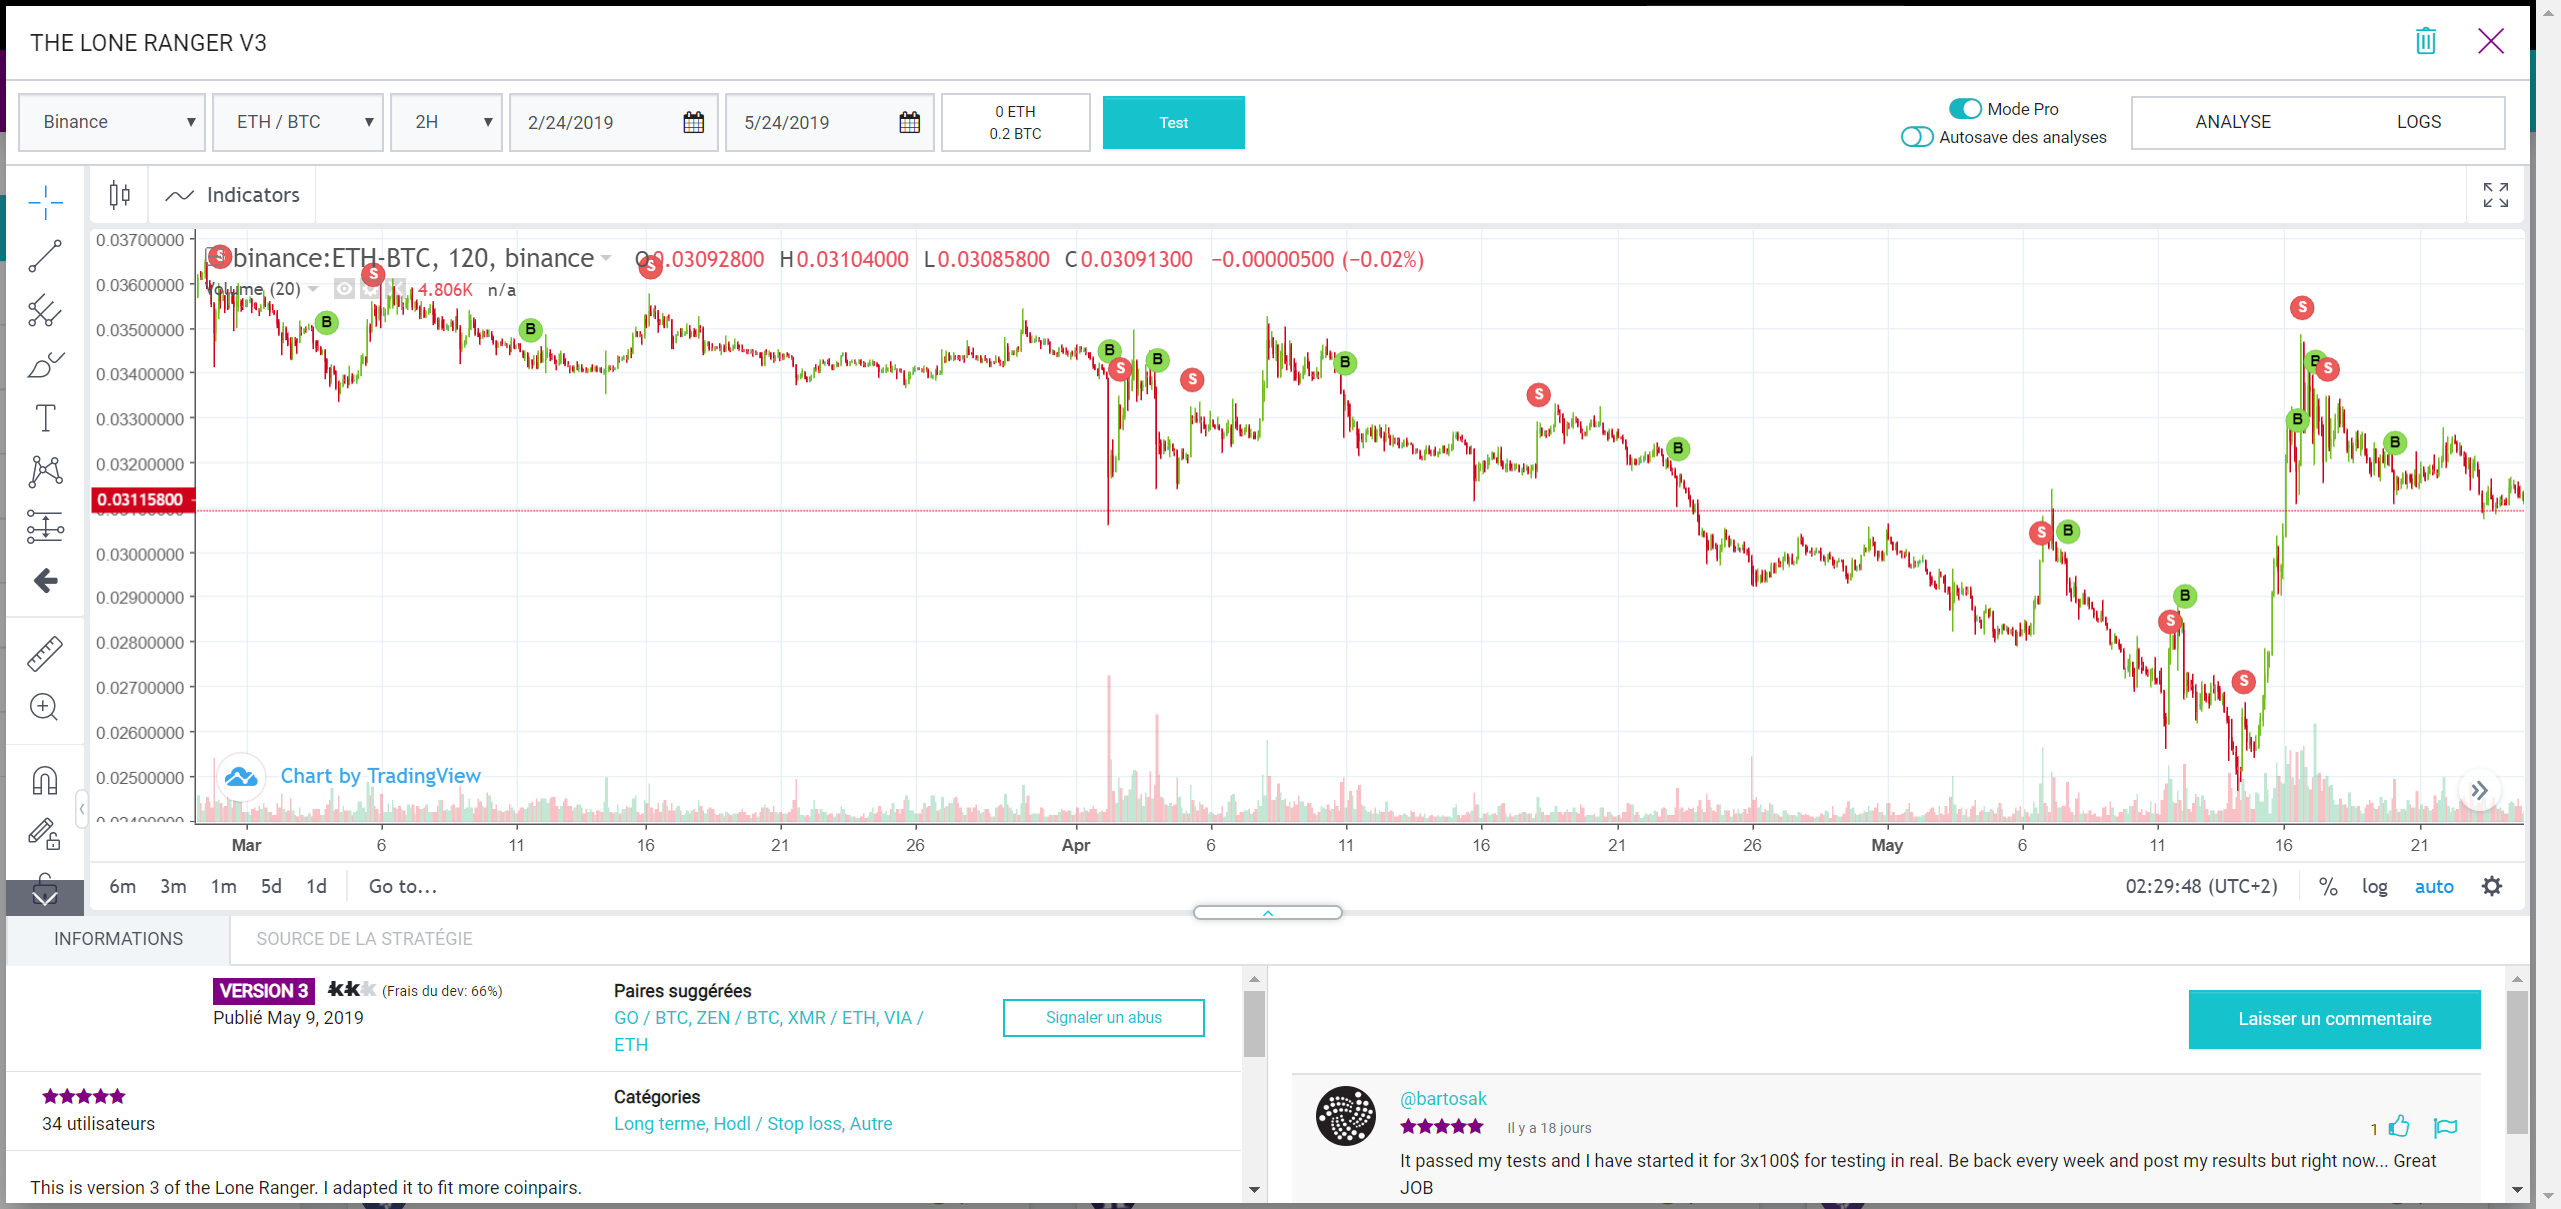 THE LONE RANGER V3
Binance
ETH / BTC
2H
2/24/2019
5/24/2019
0 ETH
0.2 BTC
Test
Mode Pro
Autosave des analyses
ANALYSE
LOGS
Indicators
binance:ETH-BTC, 120, binance
O0.03092800 H0.03104000 L0.03085800 C0.03091300 −0.00000500 (−0.02%)
Volume (20) 4.806K n/a
0.03700000
0.03600000
0.03500000
0.03400000
0.03300000
0.03200000
0.03115800
0.03000000
0.02900000
0.02800000
0.02700000
0.02600000
0.02500000
0.02400000
S
S
S
B
B
B
S
B
S
B
S
B
S
B
S
B
S
S
B
S
B
B
Chart by TradingView
Mar 6 11 16 21 26 Apr 6 11 16 21 26 May 6 11 16 21
6m 3m 1m 5d 1d Go to...
02:29:48 (UTC+2) % log auto
INFORMATIONS
SOURCE DE LA STRATÉGIE
VERSION 3
(Frais du dev: 66%)
Publié May 9, 2019
Paires suggérées
GO / BTC, ZEN / BTC, XMR / ETH, VIA /
ETH
Signaler un abus
34 utilisateurs
Catégories
Long terme, Hodl / Stop loss, Autre
This is version 3 of the Lone Ranger. I adapted it to fit more coinpairs.
Laisser un commentaire
@bartosak
Il y a 18 jours
1
It passed my tests and I have started it for 3x100$ for testing in real. Be back every week and post my results but right now... Great
JOB